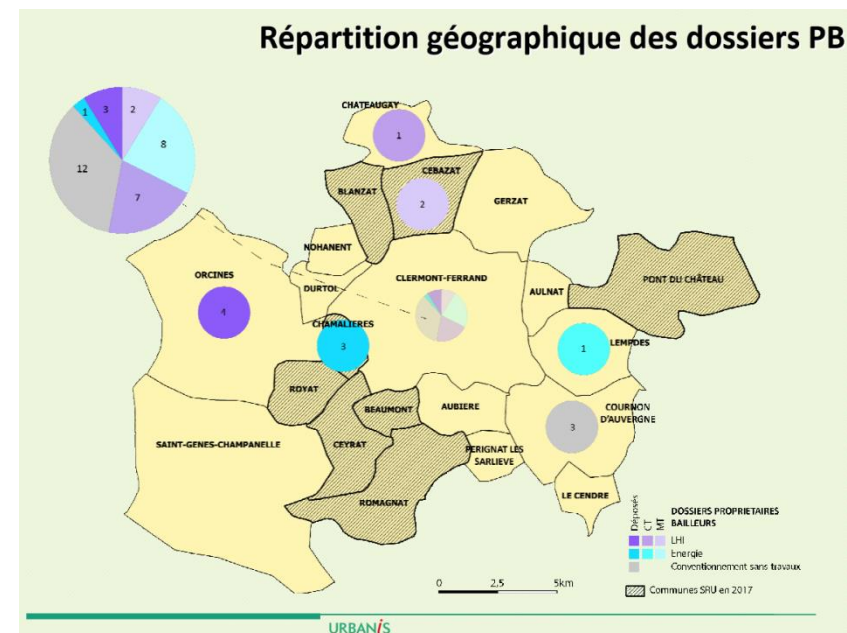 Répartition géographique des dossiers PB
3
2
1
8
12
7
CHATEAUGAY
1
CEBAZAT
BLANZAT
2
GERZAT
NOHANENT
ORCINES
CLERMONT-FERRAND
DURTOL
AULNAT
PONT DU CHÂTEAU
4
CHAMALIERES
3
LEMPDES
1
ROYAT
BEAUMONT
AUBIERE
COURNON
D'AUVERGNE
3
SAINT-GENES-CHAMPANELLE
CEYRAT
PERIGNAT LES
SARLIEVE
ROMAGNAT
LE CENDRE
Déposés
CT
MT
DOSSIERS PROPRIETAIRES
BAILLEURS
LHI
Energie
Conventionnement sans travaux
0 2,5 5km
Communes SRU en 2017
URBANiS